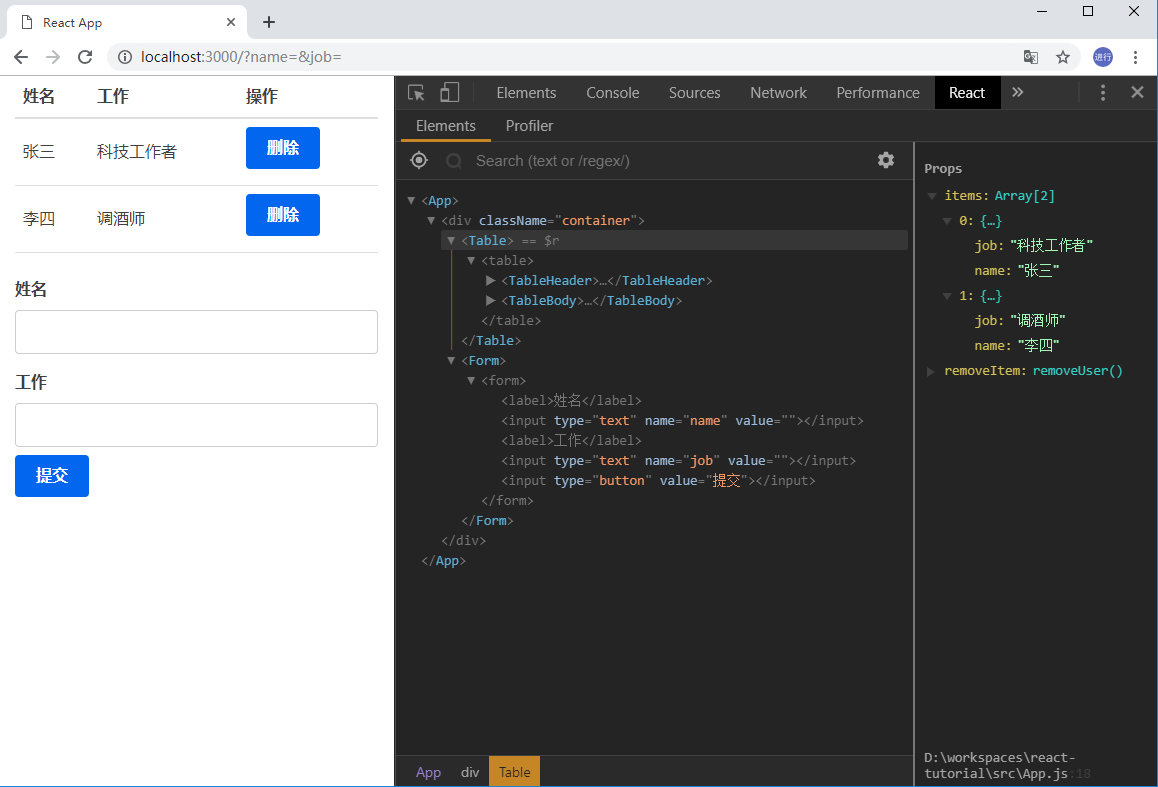 React App
localhost:3000/?name=&job=
进行
姓名 工作 操作
张三 科技工作者 删除
李四 调酒师 删除
姓名
工作
提交
Elements Console Sources Network Performance React »
Elements Profiler
Search (text or /regex/)
▼ <App>
▼ <div className="container">
▼ <Table> == $r
▼ <table>
▶ <TableHeader>…</TableHeader>
▶ <TableBody>…</TableBody>
</table>
</Table>
▼ <Form>
▼ <form>
<label>姓名</label>
<input type="text" name="name" value=""></input>
<label>工作</label>
<input type="text" name="job" value=""></input>
<input type="button" value="提交"></input>
</form>
</Form>
</div>
</App>
App div Table
Props
▼ items: Array[2]
▼ 0: {…}
job: "科技工作者"
name: "张三"
▼ 1: {…}
job: "调酒师"
name: "李四"
▶ removeItem: removeUser()
D:\workspaces\react-
tutorial\src\App.js:18